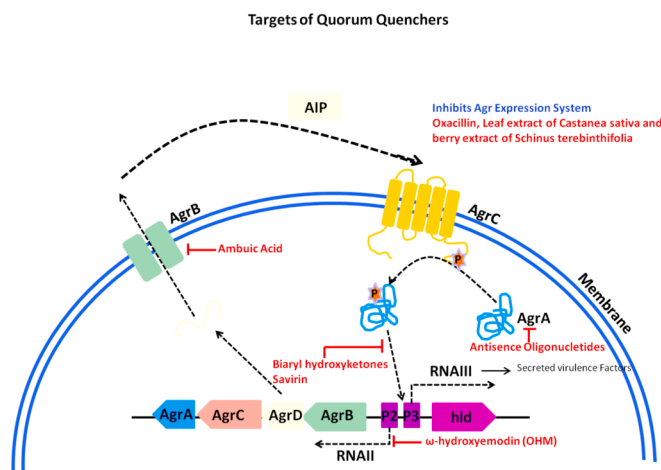 Targets of Quorum Quenchers
AIP
Inhibits Agr Expression System
Oxacillin, Leaf extract of Castanea sativa and
berry extract of Schinus terebinthifolia
AgrB
AgrC
Ambuic Acid
Membrane
P
P
AgrA
Antisence Oligonucletides
Biaryl hydroxyketones
Savirin
RNAIII
Secreted virulence Factors
AgrA
AgrC
AgrD
AgrB
P2
P3
hld
RNAII
ω-hydroxyemodin (OHM)